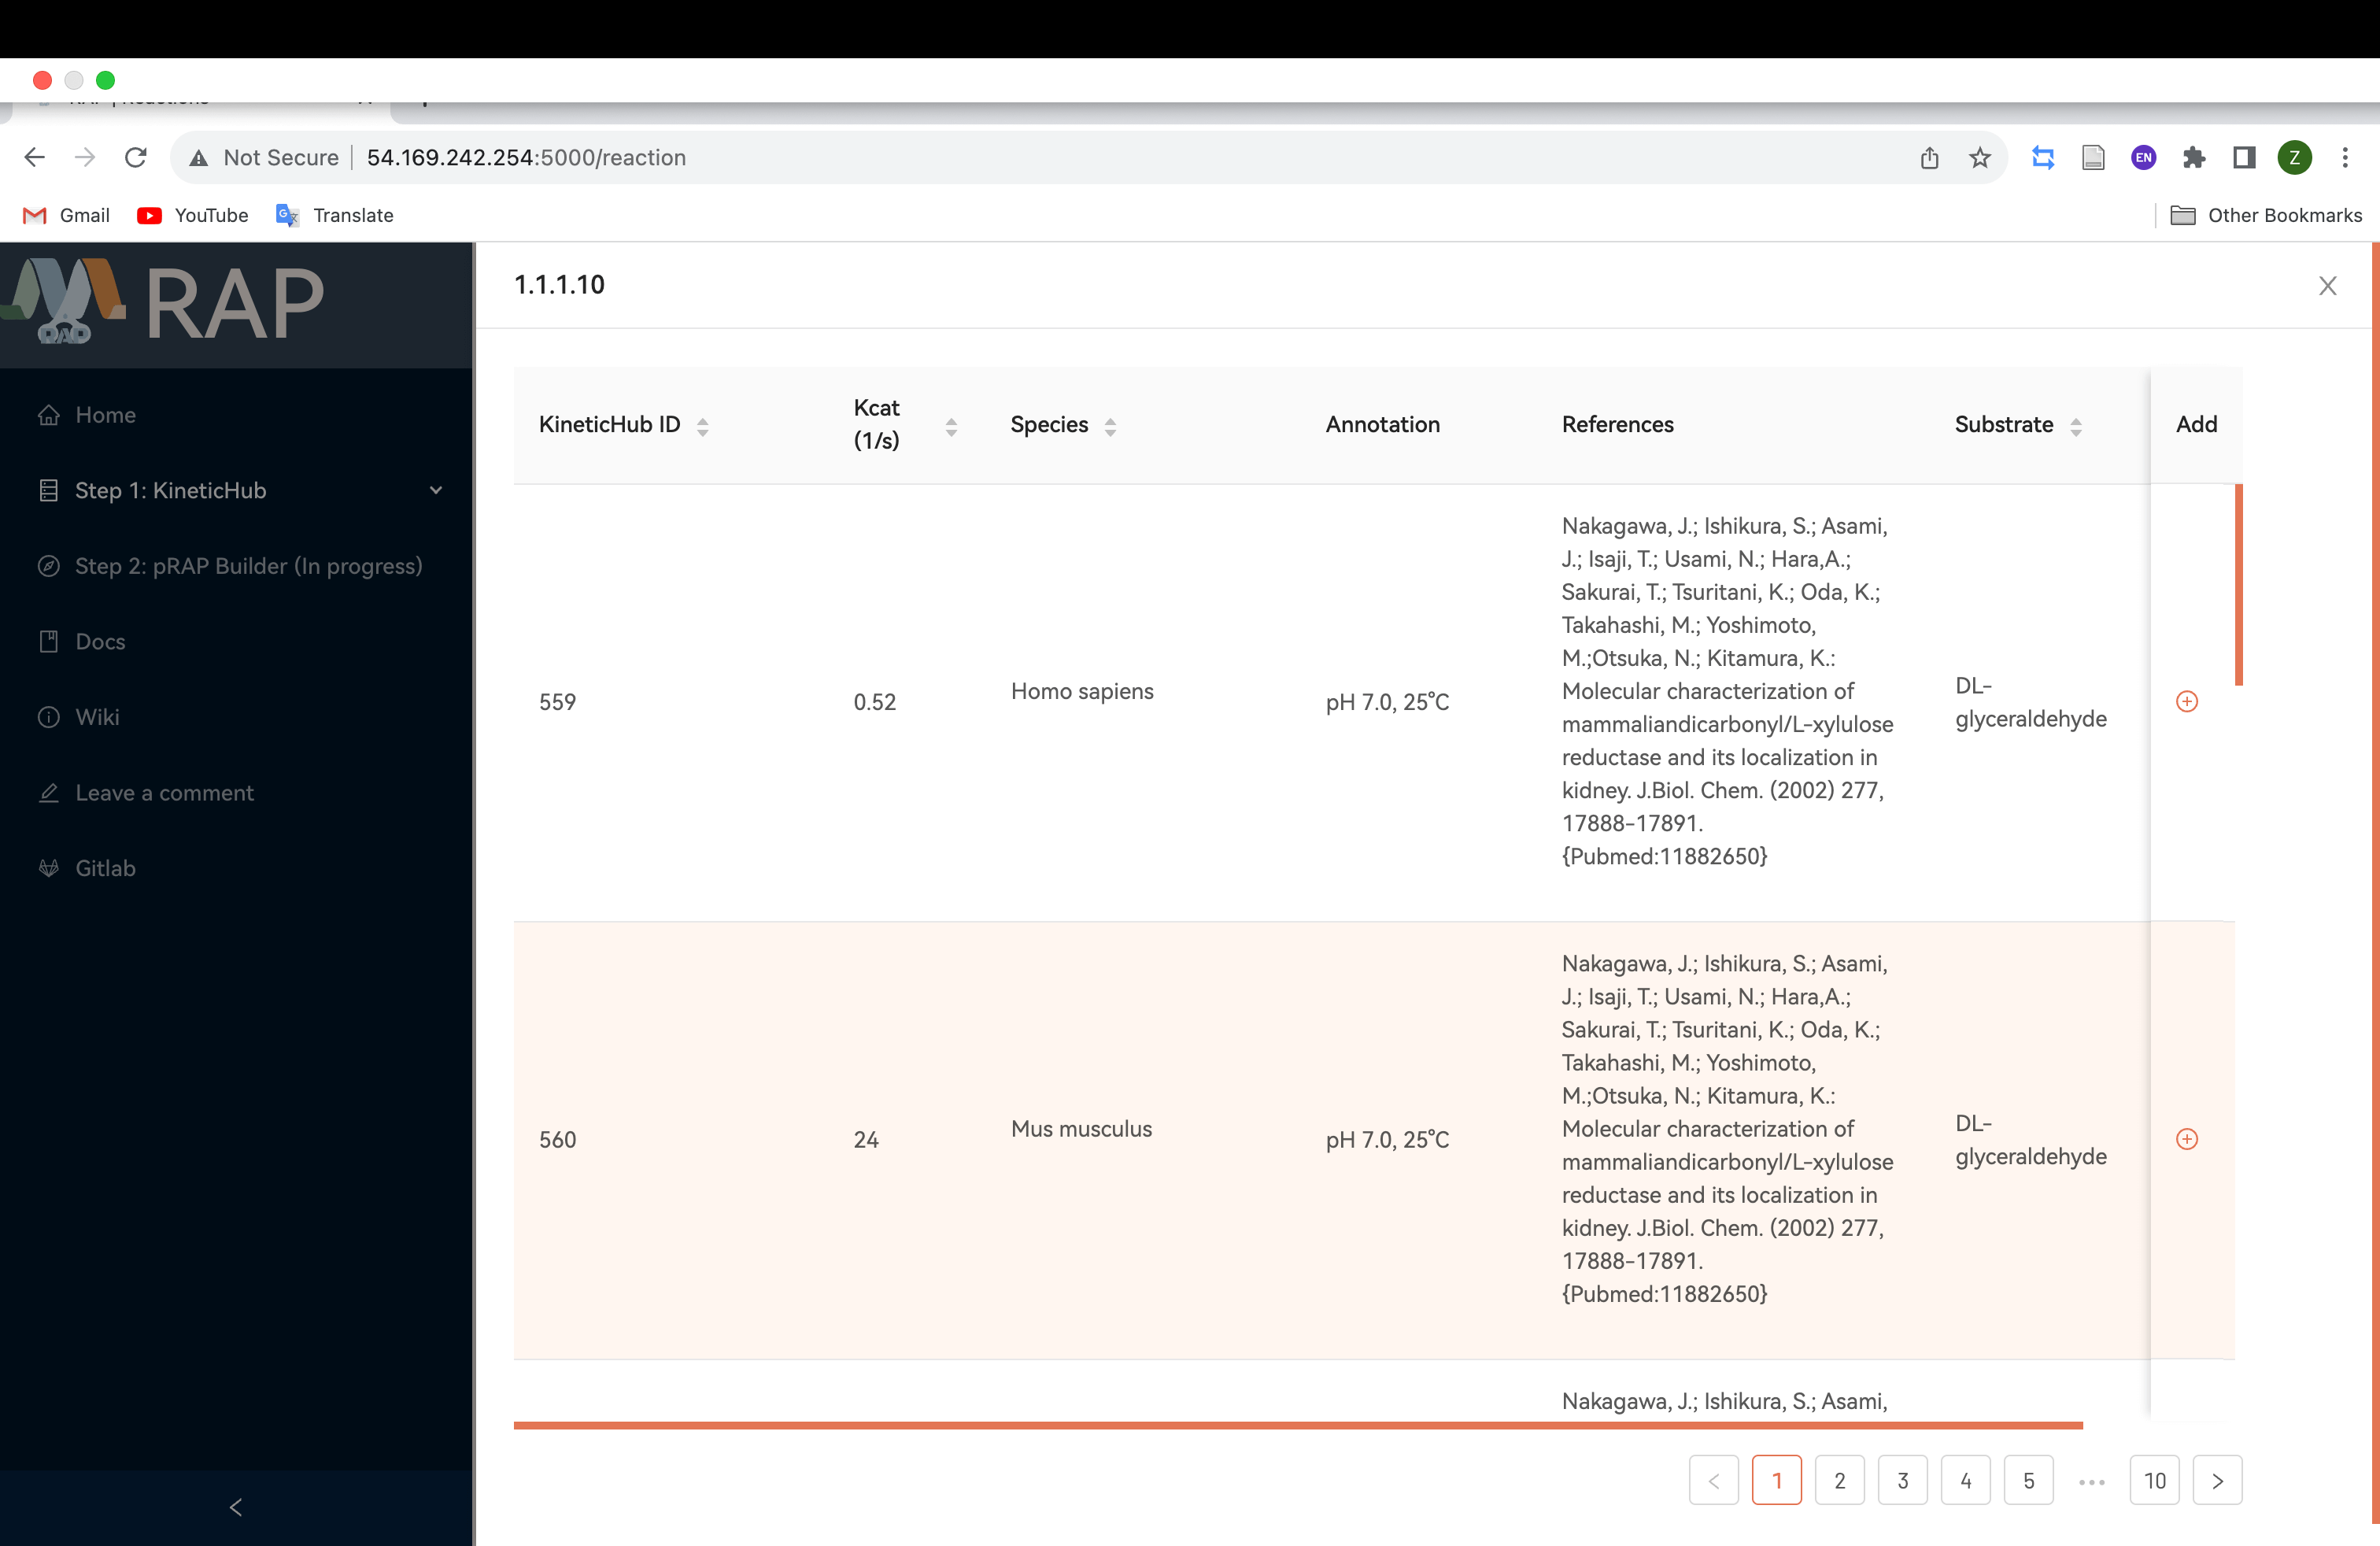 Not Secure
54.169.242.254:5000/reaction
EN
Z
Gmail
YouTube
Translate
Other Bookmarks
RAP
RAP
Home
Step 1: KineticHub
Step 2: pRAP Builder (In progress)
Docs
Wiki
Leave a comment
Gitlab
1.1.1.10
KineticHub ID
Kcat
(1/s)
Species
Annotation
References
Substrate
Add
559
0.52
Homo sapiens
pH 7.0, 25°C
Nakagawa, J.; Ishikura, S.; Asami,
J.; Isaji, T.; Usami, N.; Hara,A.;
Sakurai, T.; Tsuritani, K.; Oda, K.;
Takahashi, M.; Yoshimoto,
M.;Otsuka, N.; Kitamura, K.:
Molecular characterization of
mammaliandicarbonyl/L-xylulose
reductase and its localization in
kidney. J.Biol. Chem. (2002) 277,
17888-17891.
{Pubmed:11882650}
DL-
glyceraldehyde
560
24
Mus musculus
pH 7.0, 25°C
Nakagawa, J.; Ishikura, S.; Asami,
J.; Isaji, T.; Usami, N.; Hara,A.;
Sakurai, T.; Tsuritani, K.; Oda, K.;
Takahashi, M.; Yoshimoto,
M.;Otsuka, N.; Kitamura, K.:
Molecular characterization of
mammaliandicarbonyl/L-xylulose
reductase and its localization in
kidney. J.Biol. Chem. (2002) 277,
17888-17891.
{Pubmed:11882650}
DL-
glyceraldehyde
Nakagawa, J.; Ishikura, S.; Asami,
1 2 3 4 5 ••• 10